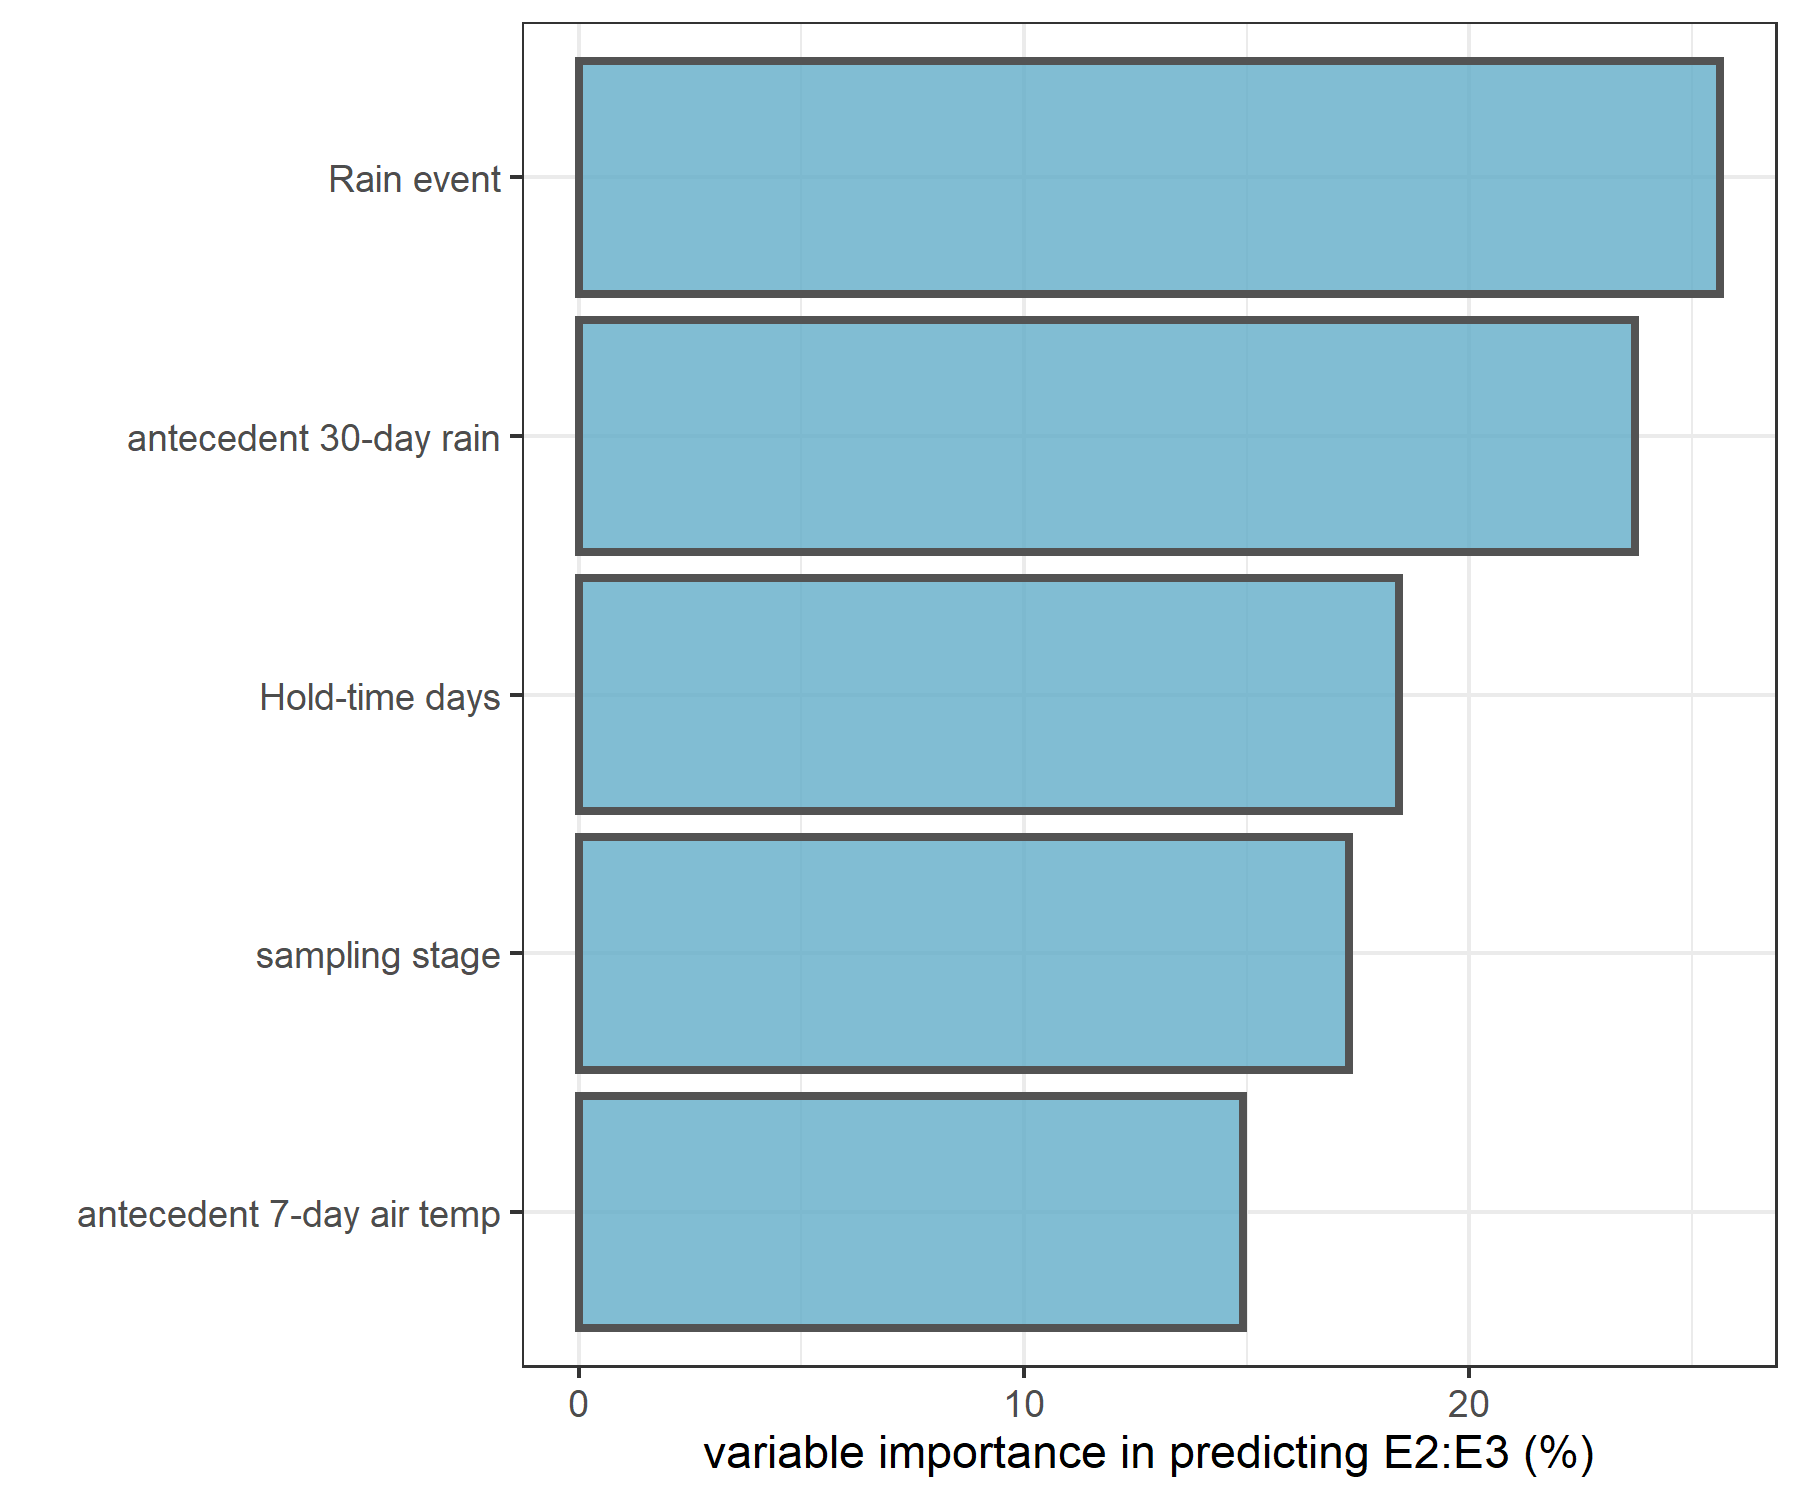 Rain event
antecedent 30-day rain
Hold-time days
sampling stage
antecedent 7-day air temp
0 10 20
variable importance in predicting E2:E3 (%)